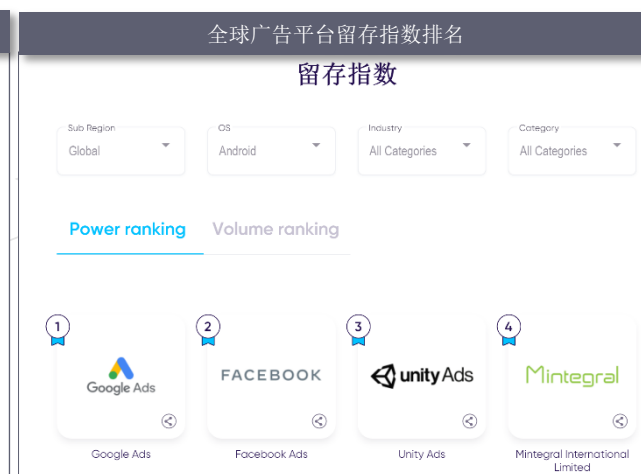 全球广告平台留存指数排名
留存指数
Sub Region OS Industry Category
Global Android All Categories All Categories
Power ranking Volume ranking
1 2 3 4
Google Ads FACEBOOK unity Ads Mintegral
Google Ads Facebook Ads Unity Ads Mintegral International
Limited